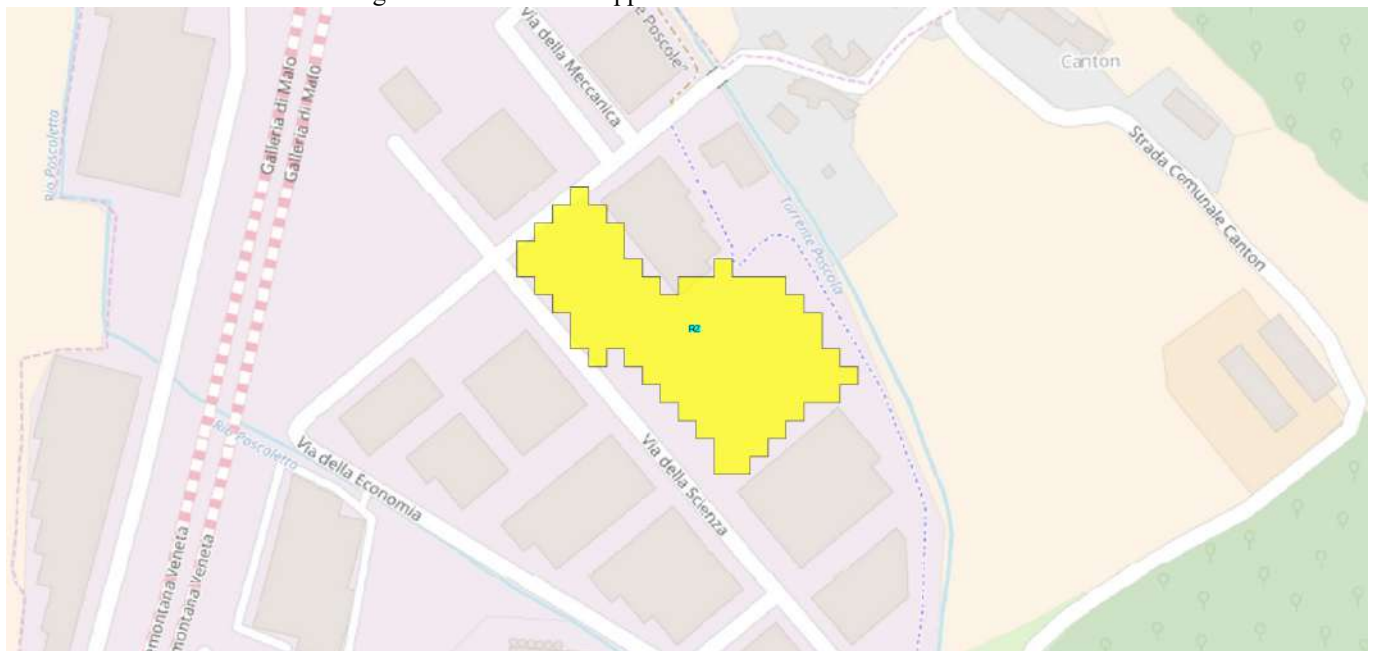 Via della Meccanica
e Poscole
Canton
Galleria di Malo
Galleria di Malo
Rio Poscoletto
Strada Comunale Canton
Torrente Poscola
R2
Rio Poscoletto
Via della Economia
Via della Scienza
emontana Veneta
montana Veneta